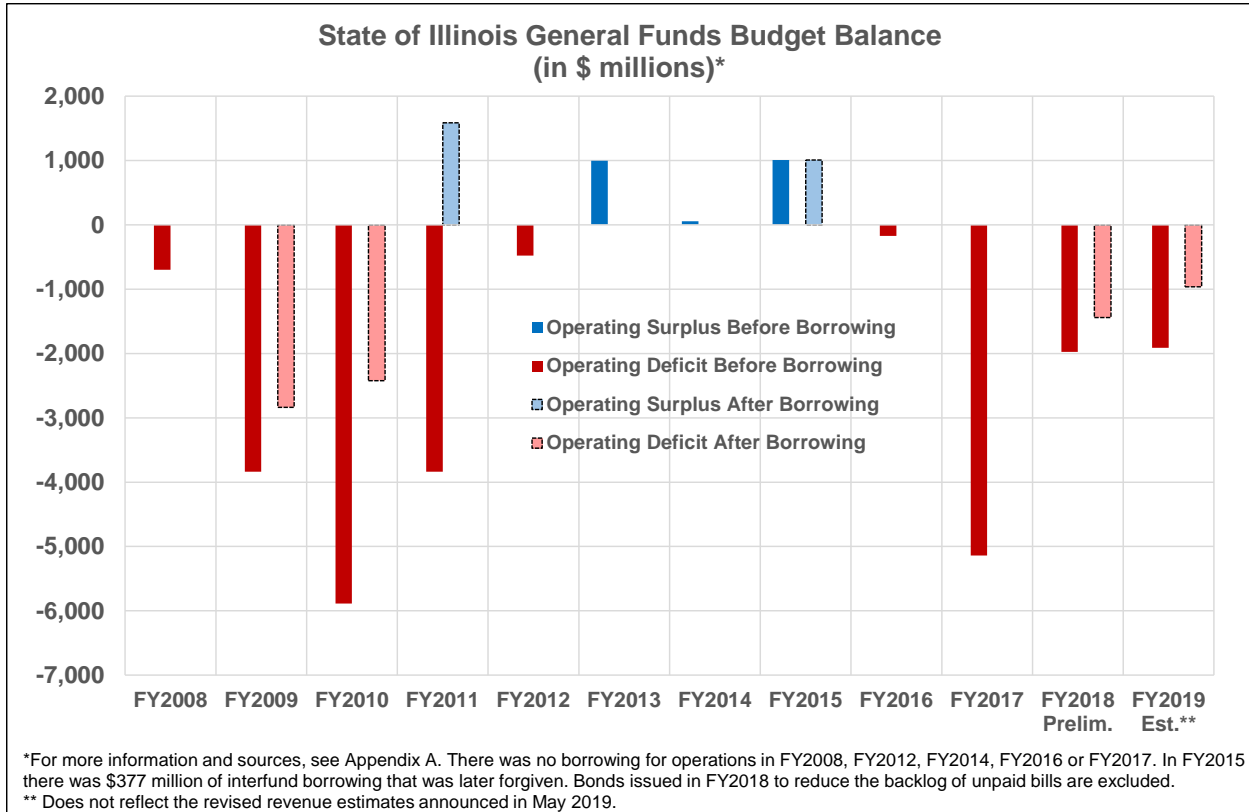 State of Illinois General Funds Budget Balance
(in $ millions)*
2,000
1,000
0
-1,000
-2,000
-3,000
-4,000
-5,000
-6,000
-7,000
Operating Surplus Before Borrowing
Operating Deficit Before Borrowing
Operating Surplus After Borrowing
Operating Deficit After Borrowing
FY2008 FY2009 FY2010 FY2011 FY2012 FY2013 FY2014 FY2015 FY2016 FY2017 FY2018 FY2019
Prelim. Est.**
*For more information and sources, see Appendix A. There was no borrowing for operations in FY2008, FY2012, FY2014, FY2016 or FY2017. In FY2015
there was $377 million of interfund borrowing that was later forgiven. Bonds issued in FY2018 to reduce the backlog of unpaid bills are excluded.
** Does not reflect the revised revenue estimates announced in May 2019.